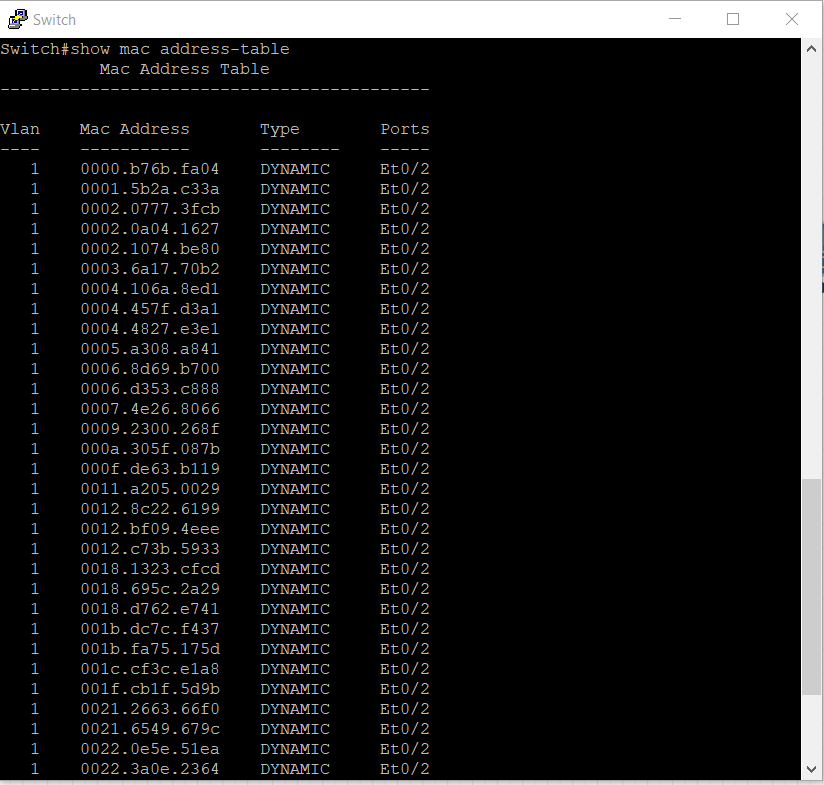 Switch
Switch#show mac address-table
          Mac Address Table
-------------------------------------------

Vlan    Mac Address       Type        Ports
----    -----------       --------    -----
   1    0000.b76b.fa04    DYNAMIC     Et0/2
   1    0001.5b2a.c33a    DYNAMIC     Et0/2
   1    0002.0777.3fcb    DYNAMIC     Et0/2
   1    0002.0a04.1627    DYNAMIC     Et0/2
   1    0002.1074.be80    DYNAMIC     Et0/2
   1    0003.6a17.70b2    DYNAMIC     Et0/2
   1    0004.106a.8ed1    DYNAMIC     Et0/2
   1    0004.457f.d3a1    DYNAMIC     Et0/2
   1    0004.4827.e3e1    DYNAMIC     Et0/2
   1    0005.a308.a841    DYNAMIC     Et0/2
   1    0006.8d69.b700    DYNAMIC     Et0/2
   1    0006.d353.c888    DYNAMIC     Et0/2
   1    0007.4e26.8066    DYNAMIC     Et0/2
   1    0009.2300.268f    DYNAMIC     Et0/2
   1    000a.305f.087b    DYNAMIC     Et0/2
   1    000f.de63.b119    DYNAMIC     Et0/2
   1    0011.a205.0029    DYNAMIC     Et0/2
   1    0012.8c22.6199    DYNAMIC     Et0/2
   1    0012.bf09.4eee    DYNAMIC     Et0/2
   1    0012.c73b.5933    DYNAMIC     Et0/2
   1    0018.1323.cfcd    DYNAMIC     Et0/2
   1    0018.695c.2a29    DYNAMIC     Et0/2
   1    0018.d762.e741    DYNAMIC     Et0/2
   1    001b.dc7c.f437    DYNAMIC     Et0/2
   1    001b.fa75.175d    DYNAMIC     Et0/2
   1    001c.cf3c.e1a8    DYNAMIC     Et0/2
   1    001f.cb1f.5d9b    DYNAMIC     Et0/2
   1    0021.2663.66f0    DYNAMIC     Et0/2
   1    0021.6549.679c    DYNAMIC     Et0/2
   1    0022.0e5e.51ea    DYNAMIC     Et0/2
   1    0022.3a0e.2364    DYNAMIC     Et0/2